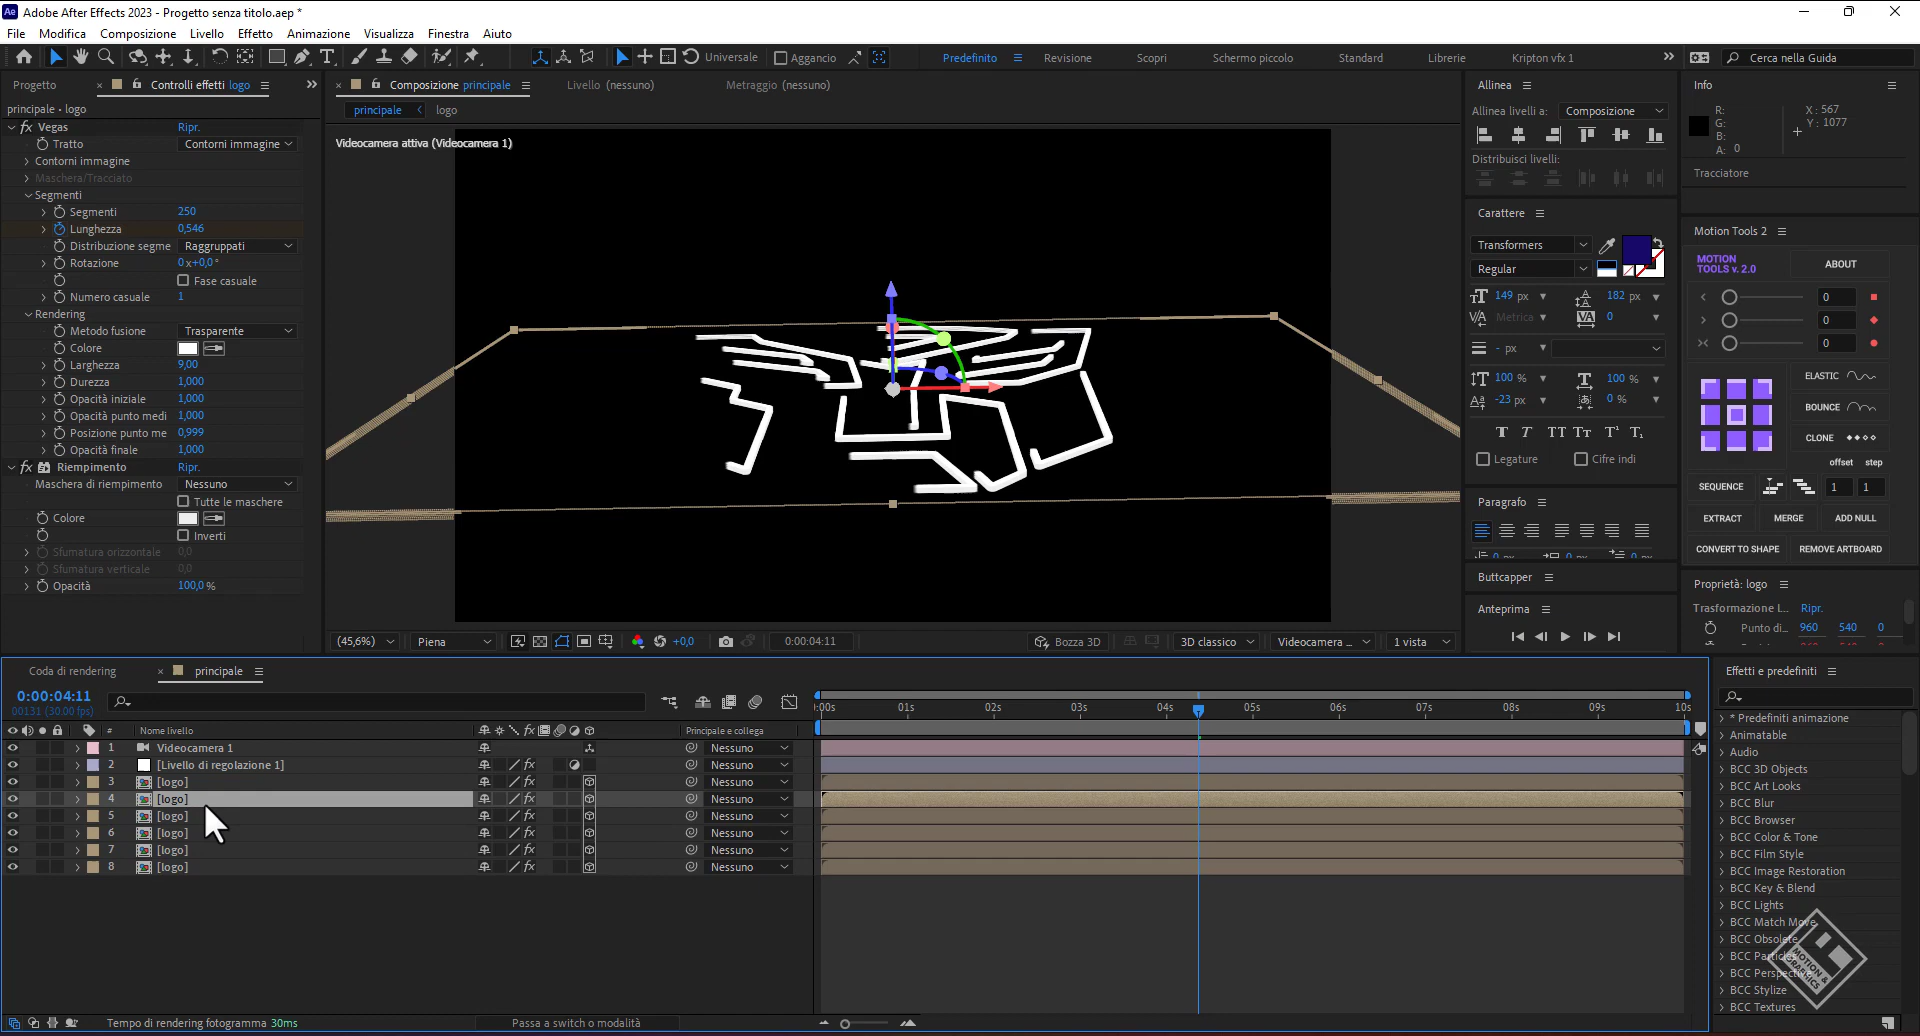 Adobe After Effects 2023 - Progetto senza titolo.aep *
File Modifica Composizione Livello Effetto Animazione Visualizza Finestra Aiuto
Universale Aggancio Predefinito Revisione Scopri Schermo piccolo Standard Librerie Kripton vfx 1 Cerca nella Guida
Progetto Controlli effetti logo
principale • logo
Vegas Ripr.
Tratto Contorni immagine
Contorni immagine
Maschera/Tracciato
Segmenti
Segmenti 250
Lunghezza 0,546
Distribuzione segme Raggruppati
Rotazione 0x+0,0°
Fase casuale
Numero casuale 1
Rendering
Metodo fusione Trasparente
Colore
Larghezza 9,00
Durezza 1,000
Opacità iniziale 1,000
Opacità punto medi 1,000
Posizione punto me 0,999
Opacità finale 1,000
Riempimento Ripr.
Maschera di riempimento Nessuno
Tutte le maschere
Colore
Inverti
Sfumatura orizzontale 0,0
Sfumatura verticale 0,0
Opacità 100,0 %
Composizione principale Livello (nessuno) Metraggio (nessuno)
principale logo
Videocamera attiva (Videocamera 1)
(45,6%) Piena +0,0 0:00:04:11 Bozza 3D 3D classico Videocamera ... 1 vista
Allinea
Allinea livelli a: Composizione
Distribuisci livelli:
Carattere
Transformers
Regular
149 px 182 px
Metrica 0
- px
100 % 100 %
-23 px 0 %
Legature Cifre indi
Paragrafo
0 px 0 px 0 px
Buttcapper
Anteprima
Info
R: X: 567
G: Y: 1077
B:
A: 0
Tracciatore
Motion Tools 2
MOTION TOOLS v. 2.0 ABOUT
0
0
0
ELASTIC
BOUNCE
CLONE
offset step
SEQUENCE 1 1
EXTRACT MERGE ADD NULL
CONVERT TO SHAPE REMOVE ARTBOARD
Proprietà: logo
Trasformazione l... Ripr.
Punto di... 960 540 0
Coda di rendering principale
0:00:04:11
00131 (30.00 fps)
:00s 01s 02s 03s 04s 05s 06s 07s 08s 09s 10s
# Nome livello Principale e collega
1 Videocamera 1 Nessuno
2 [Livello di regolazione 1] Nessuno
3 [logo] Nessuno
4 [logo] Nessuno
5 [logo] Nessuno
6 [logo] Nessuno
7 [logo] Nessuno
8 [logo] Nessuno
Tempo di rendering fotogramma 30ms Passa a switch o modalità
Effetti e predefiniti
* Predefiniti animazione
Animatable
Audio
BCC 3D Objects
BCC Art Looks
BCC Blur
BCC Browser
BCC Color & Tone
BCC Film Style
BCC Image Restoration
BCC Key & Blend
BCC Lights
BCC Match Move
BCC Obsolete
BCC Particles
BCC Perspective
BCC Stylize
BCC Textures